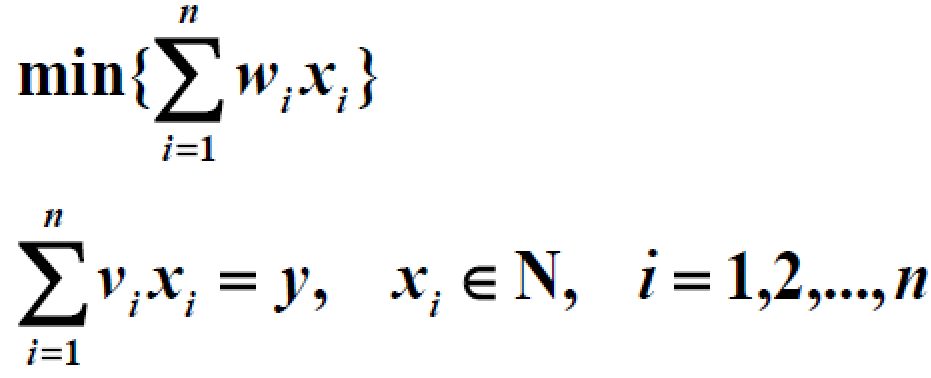 min{∑_{i=1}^{n} w_i x_i}
∑_{i=1}^{n} v_i x_i = y, x_i ∈ N, i = 1,2,...., n